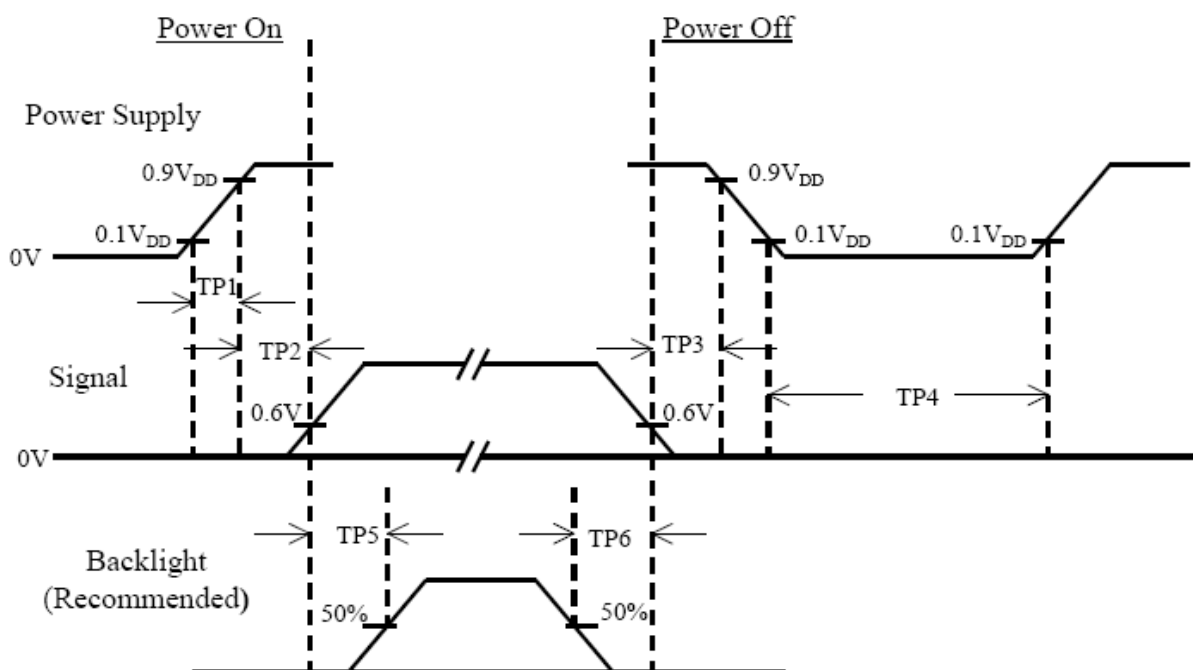 Power On
Power Off
Power Supply
0.9VDD
0.9VDD
0.1VDD
0.1VDD
0.1VDD
0V
TP1
TP2
TP3
Signal
TP4
0.6V
0.6V
0V
TP5
TP6
Backlight
(Recommended)
50%
50%